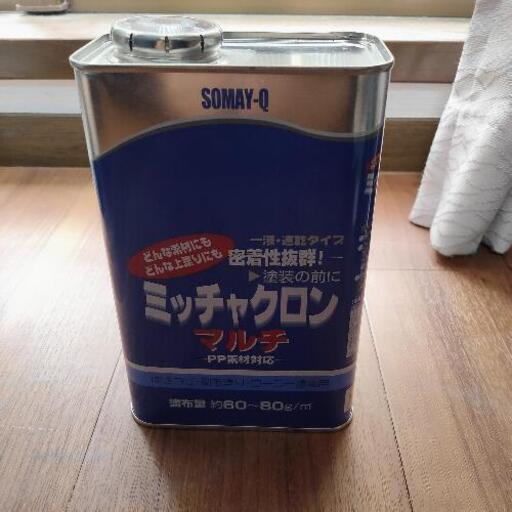 SOMAY-Q
どんな素材にも
どんな上塗りにも
一液・速乾タイプ
密着性抜群!
▶塗装の前に
ミッチャクロン
マルチ
PP素材対応
塗布量 約60〜80g/㎡